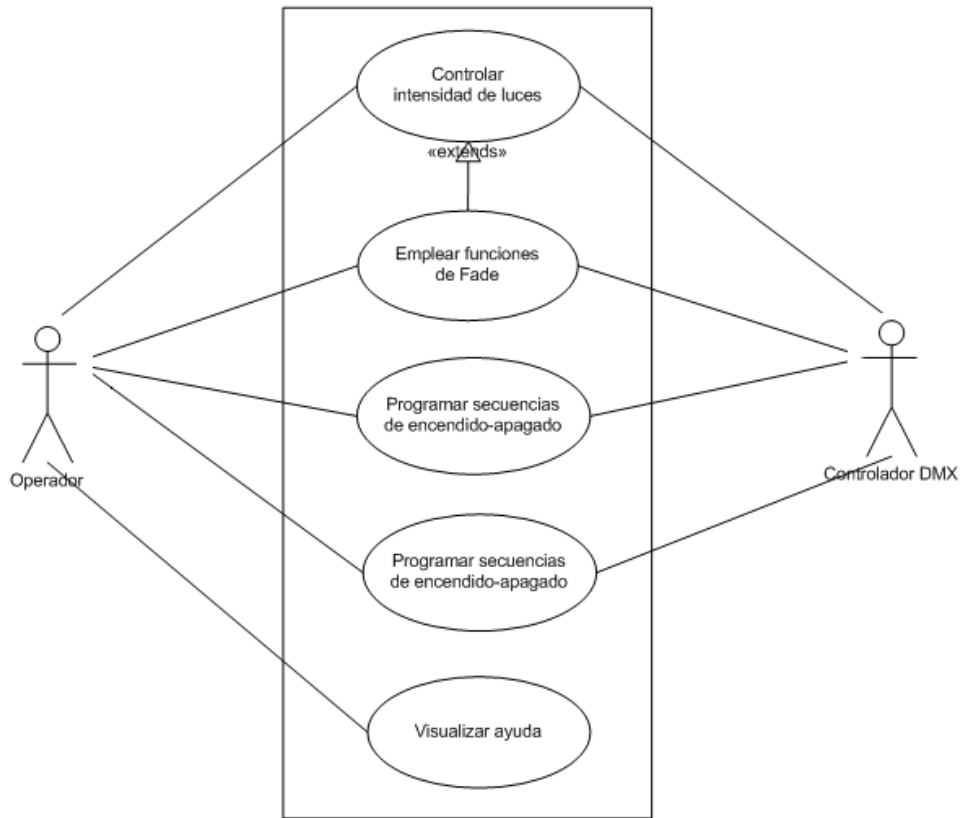 Controlar
intensidad de luces
«extends»
Emplear funciones
de Fade
Programar secuencias
de encendido-apagado
Operador
Controlador DMX
Programar secuencias
de encendido-apagado
Visualizar ayuda